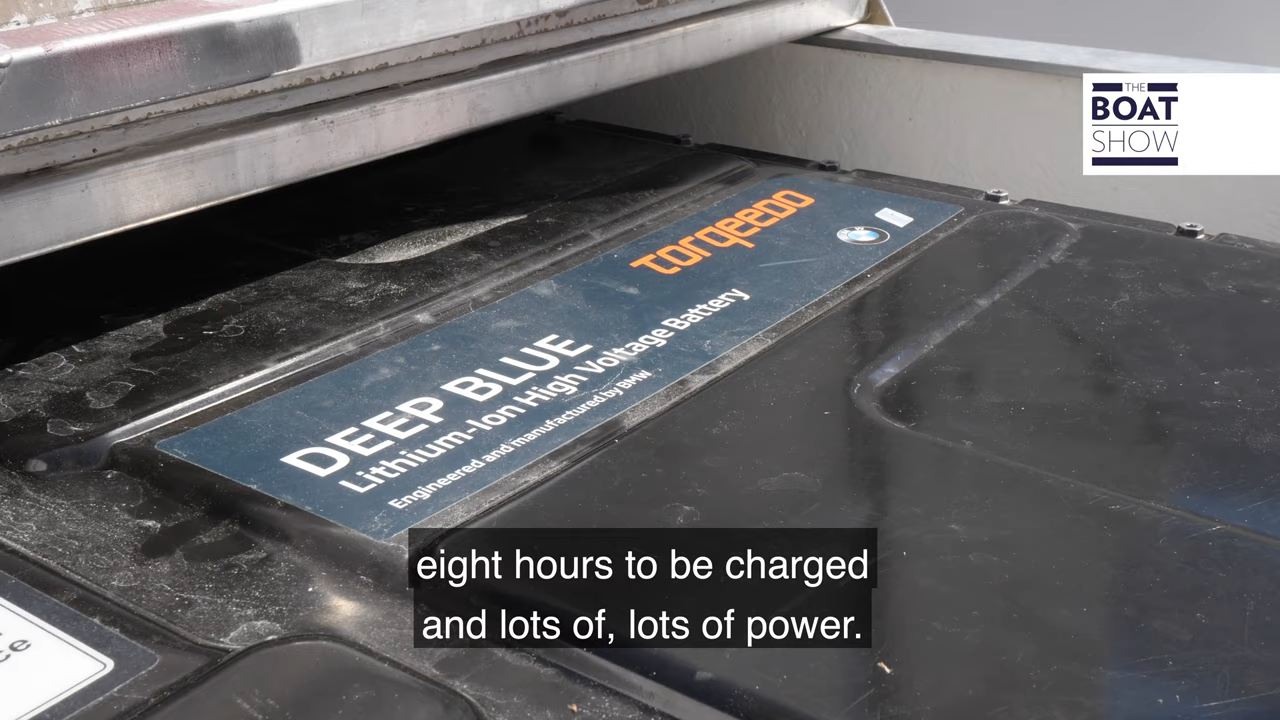 THE
BOAT
SHOW
torqeedo
DEEP BLUE
Lithium-Ion High Voltage Battery
Engineered and manufactured by BMW
eight hours to be charged
and lots of, lots of power.